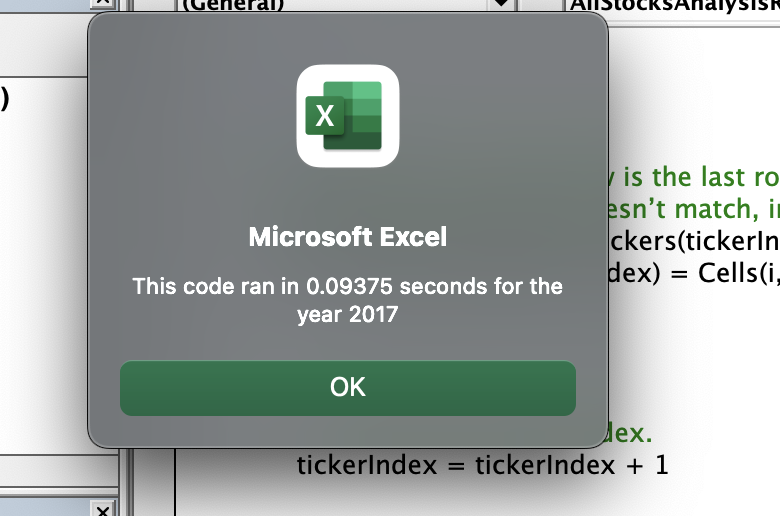 (General)
AllStocksAnalysisR
)
X
is the last ro
esn’t match, i
Microsoft Excel
ckers(tickerIn
This code ran in 0.09375 seconds for the
dex) = Cells(i,
year 2017
OK
dex.
tickerIndex = tickerIndex + 1